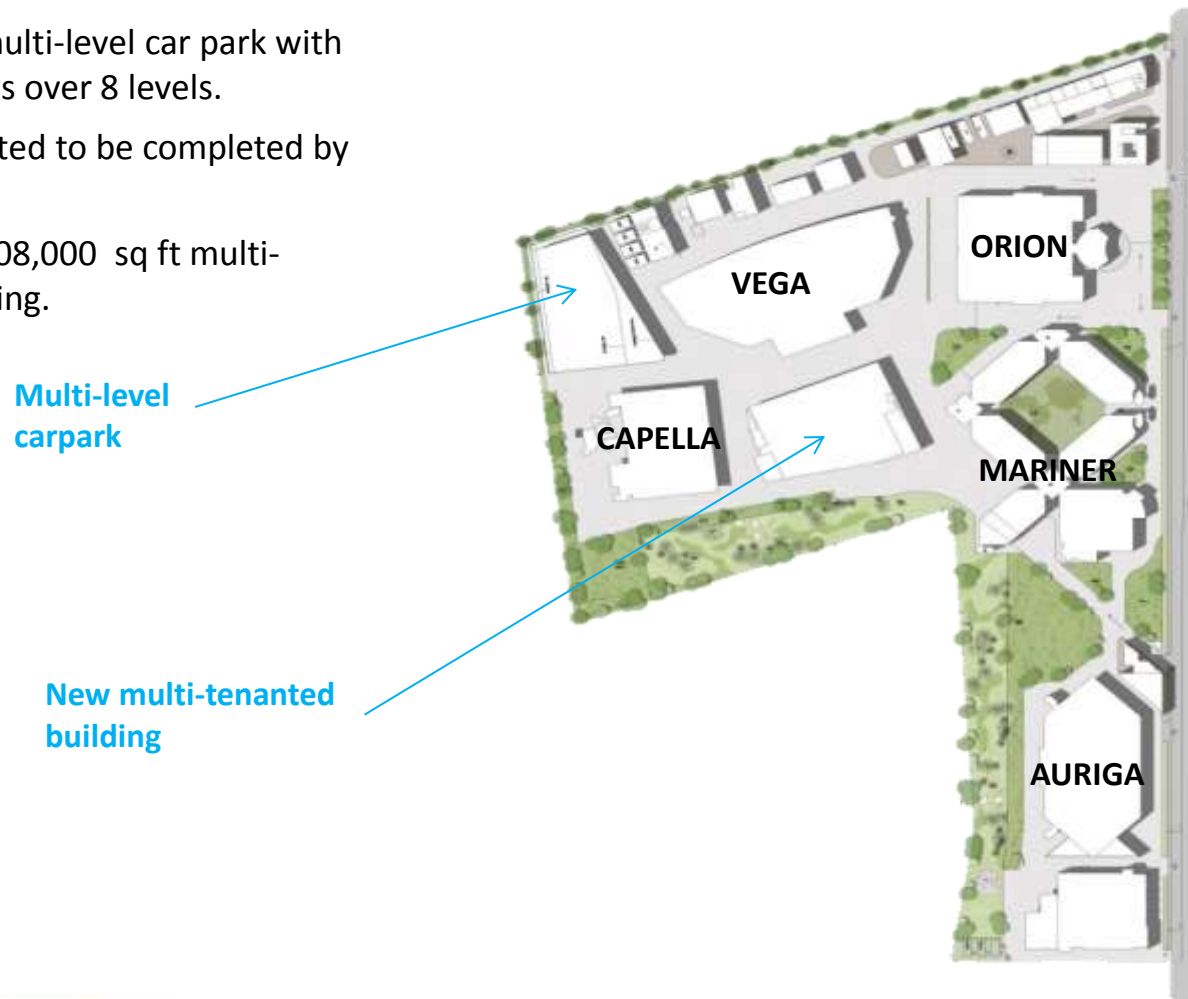 multi-level car park with
s over 8 levels.
ted to be completed by
08,000 sq ft multi-
ing.
Multi-level
carpark
New multi-tenanted
building
VEGA
ORION
CAPELLA
MARINER
AURIGA